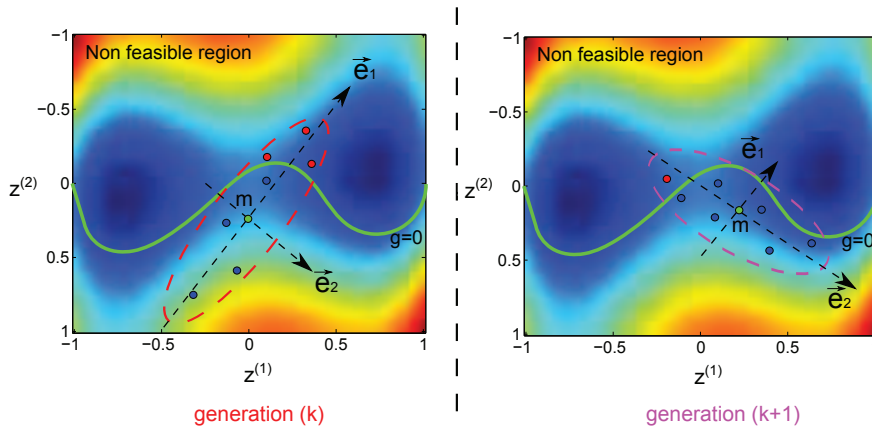 −1
Non feasible region
e1
−0.5
z(2)
0
m
0.5
g=0
e2
1
−1
−0.5
0
0.5
1
z(1)
generation (k)
−1
Non feasible region
−0.5
e1
z(2)
0
m
0.5
g=0
e2
1
−1
−0.5
0
0.5
z(1)
generation (k+1)